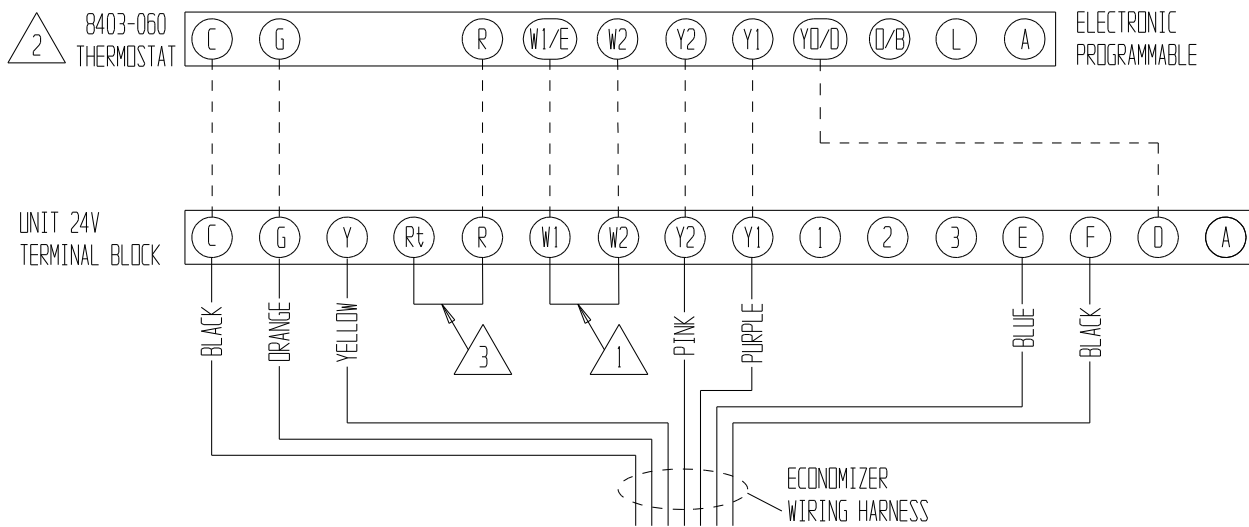 2
8403-060
THERMOSTAT
C G R W1/E W2 Y2 Y1 YO/D O/B L A
ELECTRONIC
PROGRAMMABLE
UNIT 24V
TERMINAL BLOCK
C G Y Rt R W1 W2 Y2 Y1 1 2 3 E F D A
BLACK
ORANGE
YELLOW
3
1
PINK
PURPLE
BLUE
BLACK
ECONOMIZER
WIRING HARNESS